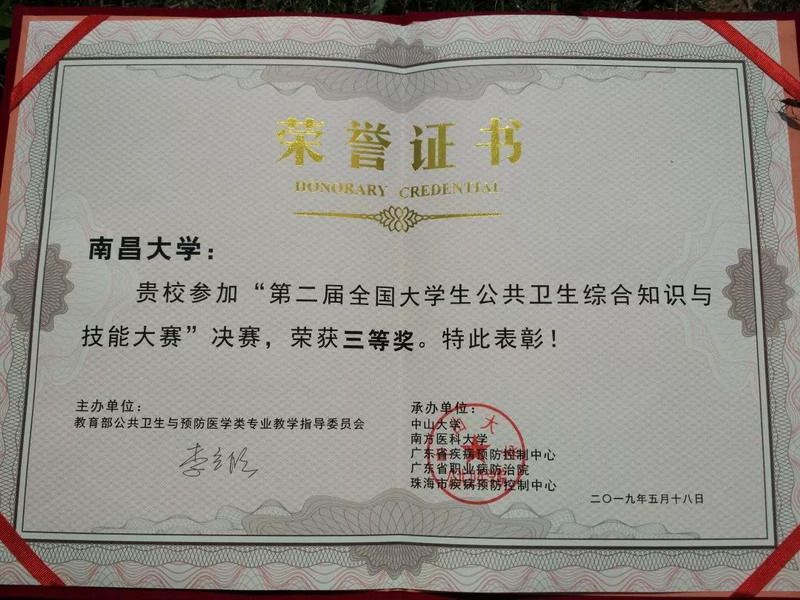 荣誉证书
HONORARY CREDENTIAL
南昌大学：
贵校参加“第二届全国大学生公共卫生综合知识与
技能大赛”决赛，荣获三等奖。特此表彰！
主办单位：
教育部公共卫生与预防医学类专业教学指导委员会
承办单位：
中山大学
南方医科大学
广东省疾病预防控制中心
广东省职业病防治院
珠海市疾病预防控制中心
二〇一九年五月十八日